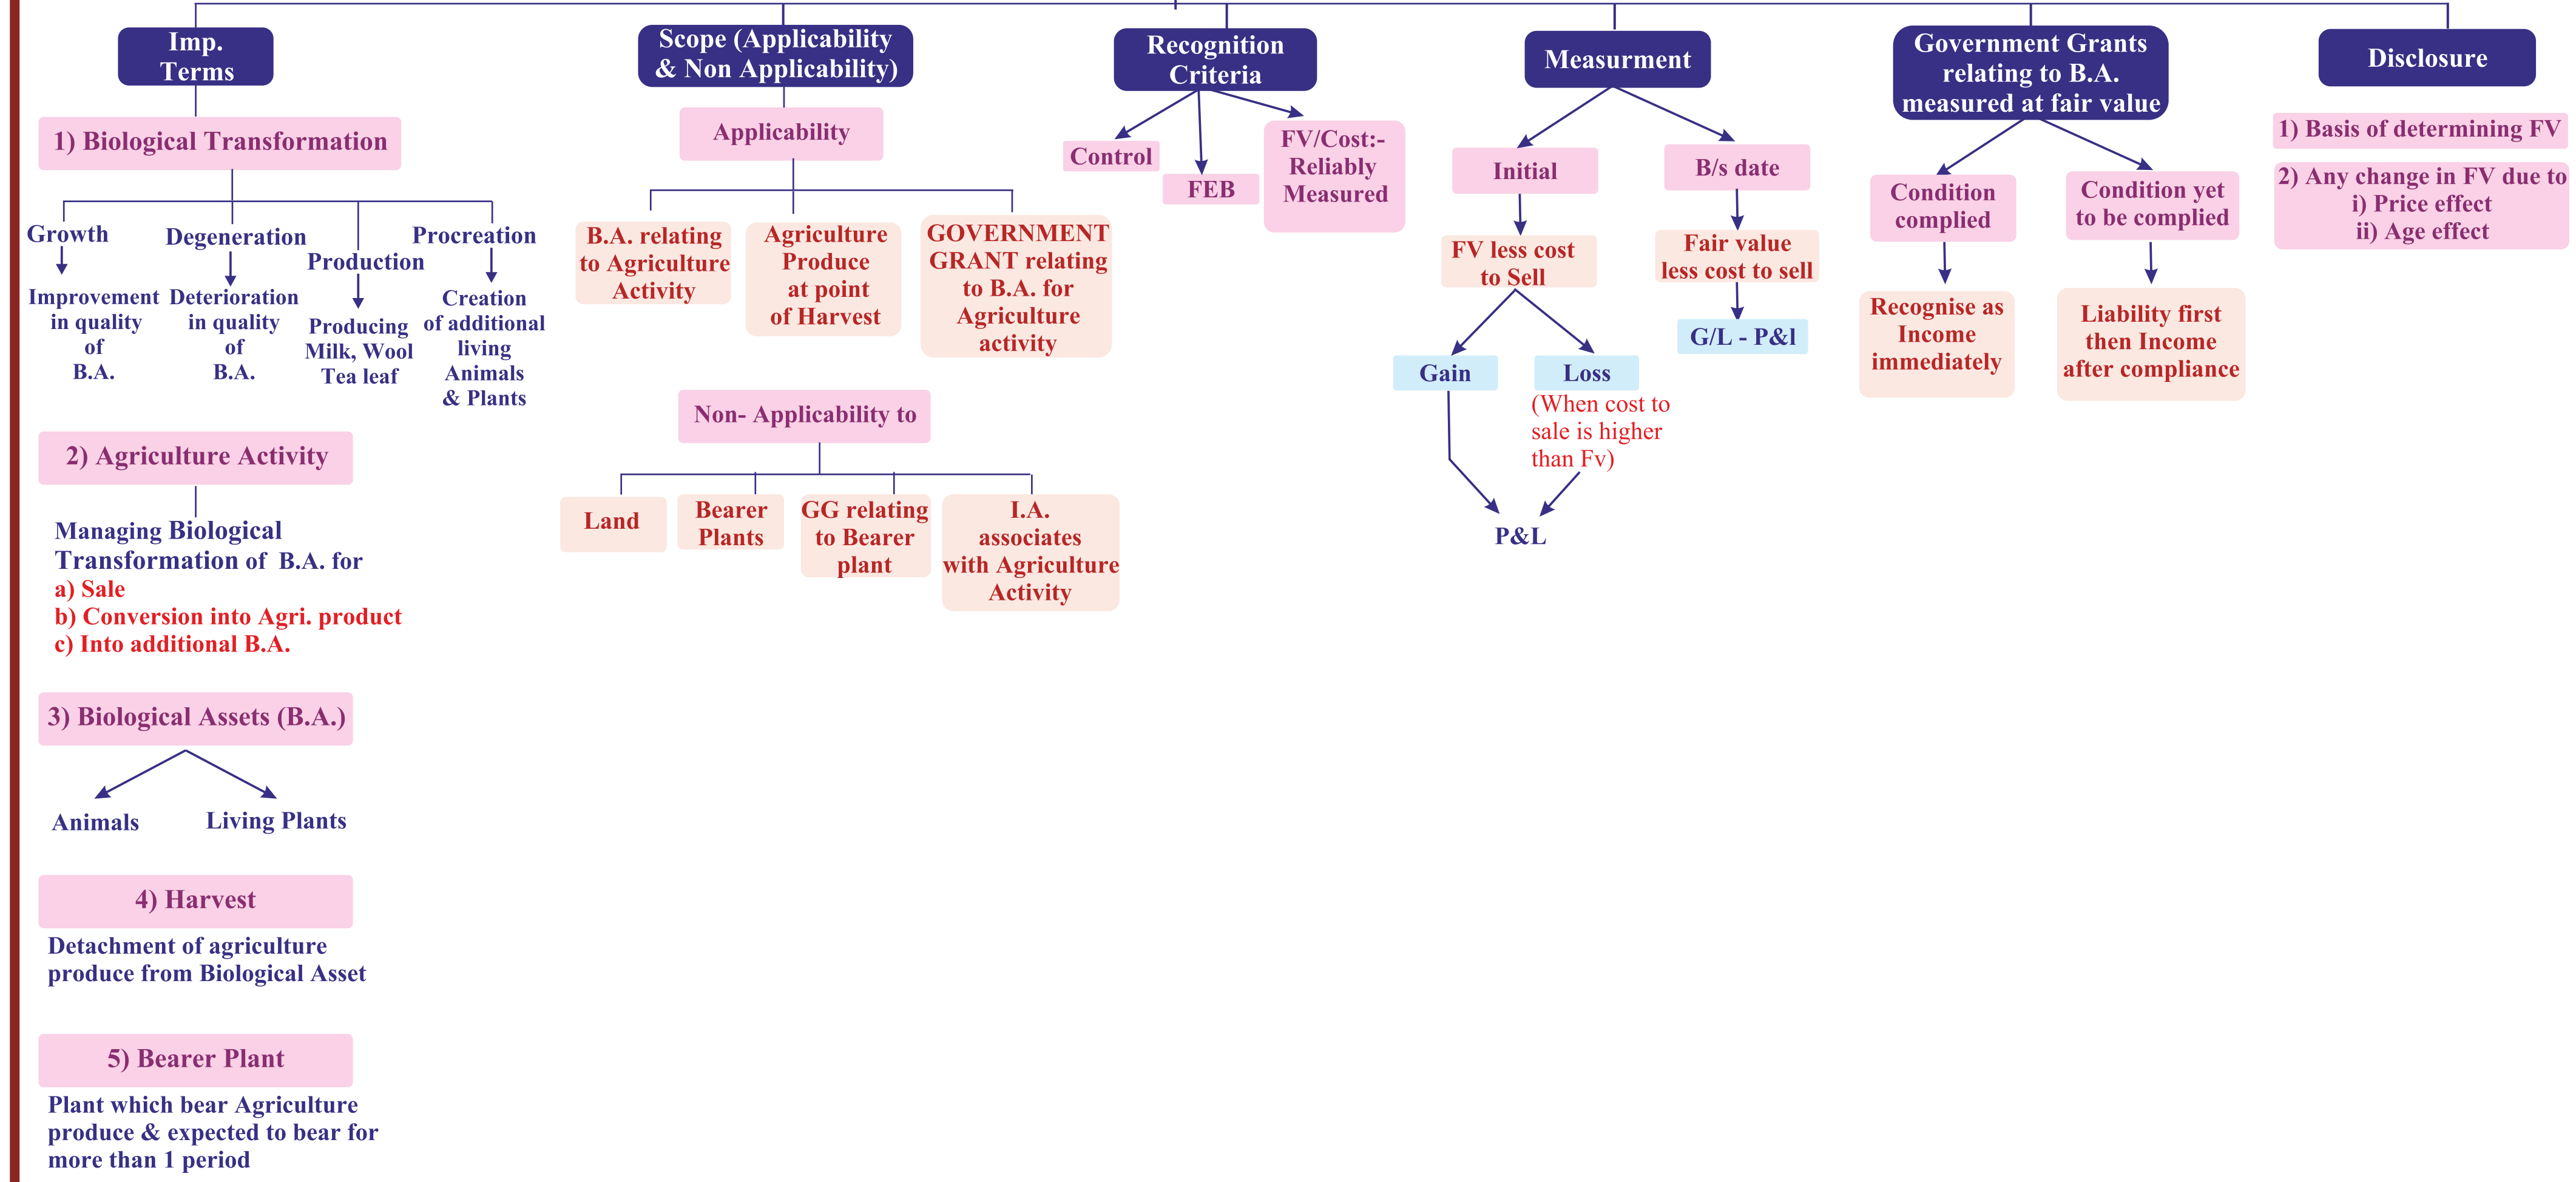 Imp.
Terms
1) Biological Transformation
Growth
Improvement
in quality
of
B.A.
Degeneration
Deterioration
in quality
of
B.A.
Production
Producing
Milk, Wool
Tea leaf
Procreation
Creation
of additional
living
Animals
& Plants
2) Agriculture Activity
Managing Biological
Transformation of B.A. for
a) Sale
b) Conversion into Agri. product
c) Into additional B.A.
3) Biological Assets (B.A.)
Animals
Living Plants
4) Harvest
Detachment of agriculture
produce from Biological Asset
5) Bearer Plant
Plant which bear Agriculture
produce & expected to bear for
more than 1 period
Scope (Applicability
& Non Applicability)
Applicability
B.A. relating
to Agriculture
Activity
Agriculture
Produce
at point
of Harvest
GOVERNMENT
GRANT relating
to B.A. for
Agriculture
activity
Non- Applicability to
Land
Bearer
Plants
GG relating
to Bearer
plant
I.A.
associates
with Agriculture
Activity
Recognition
Criteria
Control
FEB
FV/Cost:-
Reliably
Measured
Measurment
Initial
FV less cost
to Sell
Gain
Loss
(When cost to
sale is higher
than Fv)
P&L
B/s date
Fair value
less cost to sell
G/L - P&l
Government Grants
relating to B.A.
measured at fair value
Condition
complied
Recognise as
Income
immediately
Condition yet
to be complied
Liability first
then Income
after compliance
Disclosure
1) Basis of determining FV
2) Any change in FV due to
i) Price effect
ii) Age effect